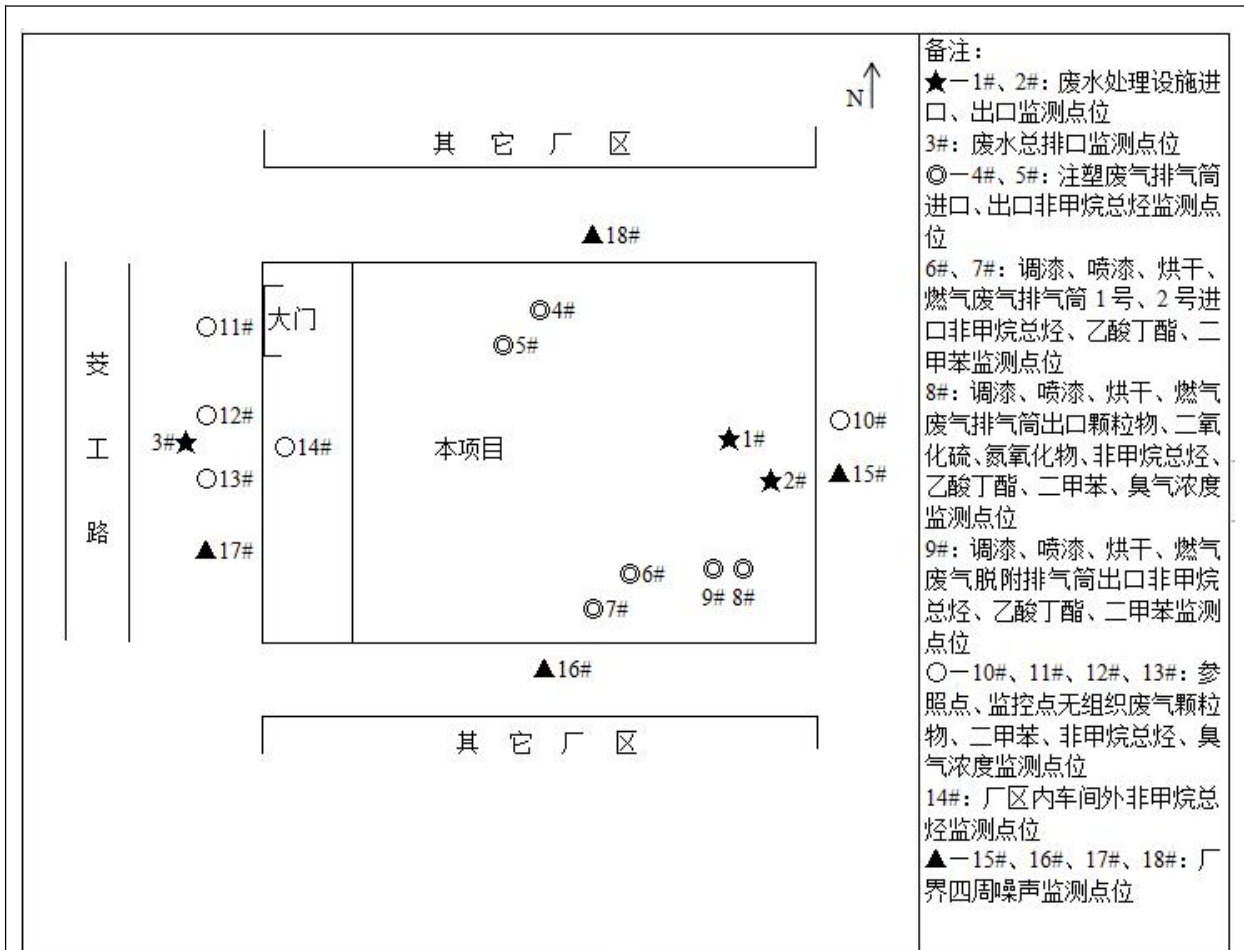 N
其它厂区
▲18#
大门
○11#
◎4#
◎5#
茭工路
○12#
3#★
○14#
○13#
本项目
★1#
★2#
○10#
▲15#
▲17#
◎6#
◎7#
9# 8#
▲16#
其它厂区
备注：
★－1#、2#：废水处理设施进
口、出口监测点位
3#：废水总排口监测点位
◎－4#、5#：注塑废气排气筒
进口、出口非甲烷总烃监测点
位
6#、7#：调漆、喷漆、烘干、
燃气废气排气筒 1 号、2 号进
口非甲烷总烃、乙酸丁酯、二
甲苯监测点位
8#：调漆、喷漆、烘干、燃气
废气排气筒出口颗粒物、二氧
化硫、氮氧化物、非甲烷总烃、
乙酸丁酯、二甲苯、臭气浓度
监测点位
9#：调漆、喷漆、烘干、燃气
废气脱附排气筒出口非甲烷
总烃、乙酸丁酯、二甲苯监测
点位
○－10#、11#、12#、13#：参
照点、监控点无组织废气颗粒
物、二甲苯、非甲烷总烃、臭
气浓度监测点位
14#：厂区内车间外非甲烷总
烃监测点位
▲－15#、16#、17#、18#：厂
界四周噪声监测点位